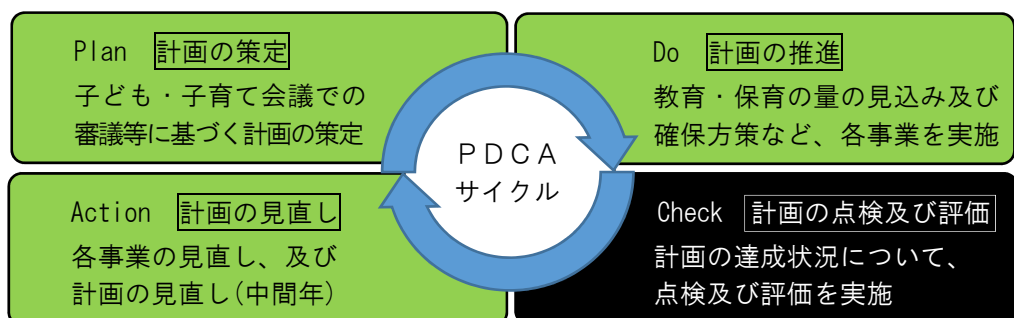 Plan 計画の策定
子ども・子育て会議での
審議等に基づく計画の策定
Do 計画の推進
教育・保育の量の見込み及び
確保方策など、各事業を実施
PDCA
サイクル
Action 計画の見直し
各事業の見直し、及び
計画の見直し(中間年)
Check 計画の点検及び評価
計画の達成状況について、
点検及び評価を実施